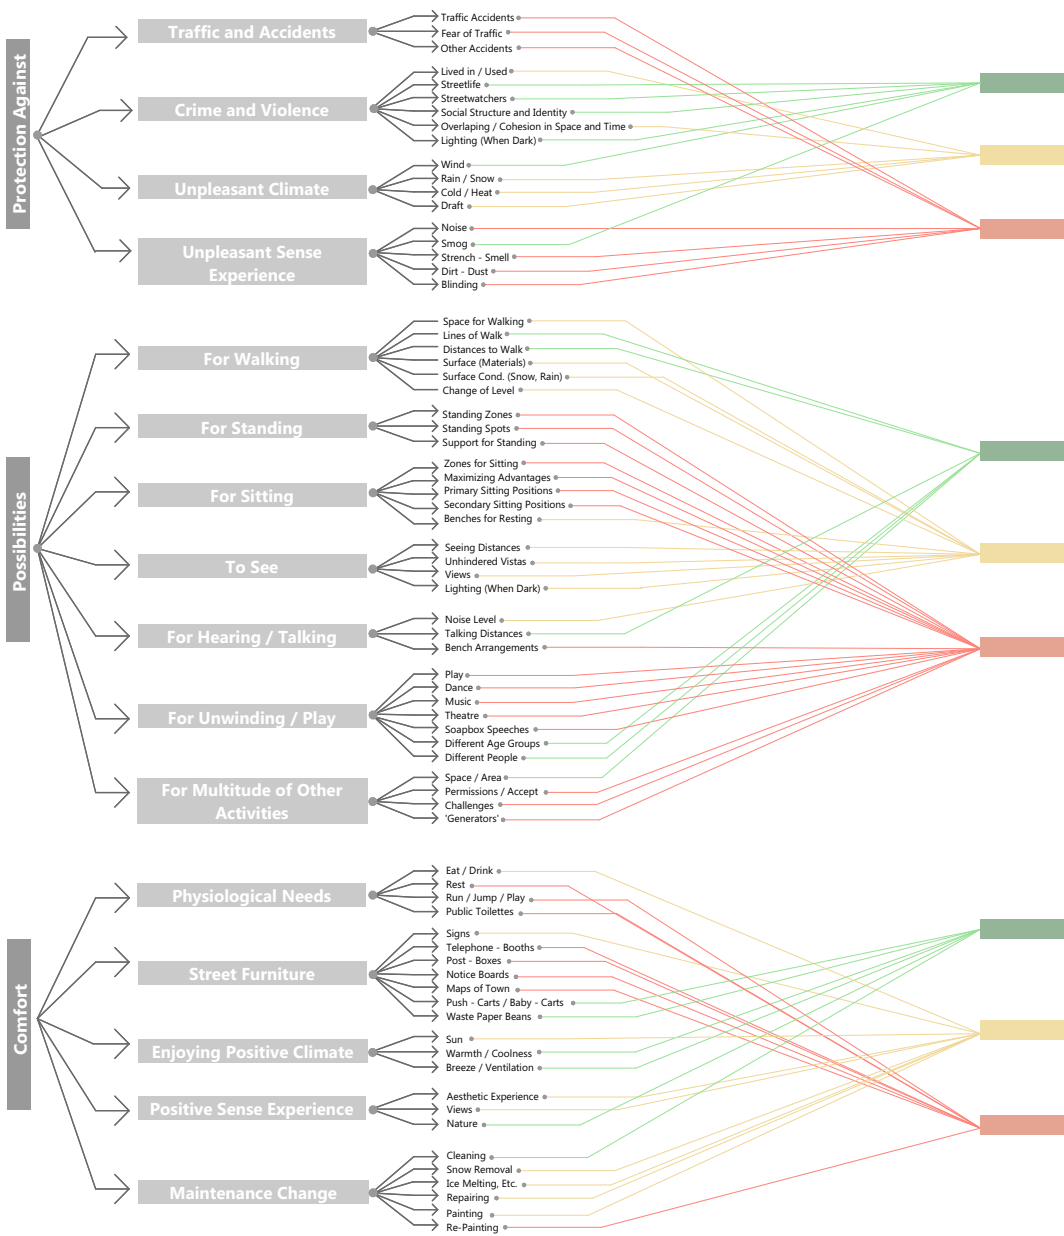 Protection Against
Traffic and Accidents
Traffic Accidents
Fear of Traffic
Other Accidents
Crime and Violence
Lived in / Used
Streetlife
Streetwatchers
Social Structure and Identity
Overlaping / Cohesion in Space and Time
Lighting (When Dark)
Unpleasant Climate
Wind
Rain / Snow
Cold / Heat
Draft
Unpleasant Sense
Experience
Noise
Smog
Strench - Smell
Dirt - Dust
Blinding
Possibilities
For Walking
Space for Walking
Lines of Walk
Distances to Walk
Surface (Materials)
Surface Cond. (Snow, Rain)
Change of Level
For Standing
Standing Zones
Standing Spots
Support for Standing
For Sitting
Zones for Sitting
Maximizing Advantages
Primary Sitting Positions
Secondary Sitting Positions
Benches for Resting
To See
Seeing Distances
Unhindered Vistas
Views
Lighting (When Dark)
For Hearing / Talking
Noise Level
Talking Distances
Bench Arrangements
For Unwinding / Play
Play
Dance
Music
Theatre
Soapbox Speeches
Different Age Groups
Different People
For Multitude of Other
Activities
Space / Area
Permissions / Accept
Challenges
'Generators'
Comfort
Physiological Needs
Eat / Drink
Rest
Run / Jump / Play
Public Toilettes
Street Furniture
Signs
Telephone - Booths
Post - Boxes
Notice Boards
Maps of Town
Push - Carts / Baby - Carts
Waste Paper Beans
Enjoying Positive Climate
Sun
Warmth / Coolness
Breeze / Ventilation
Positive Sense Experience
Aesthetic Experience
Views
Nature
Maintenance Change
Cleaning
Snow Removal
Ice Melting, Etc.
Repairing
Painting
Re-Painting